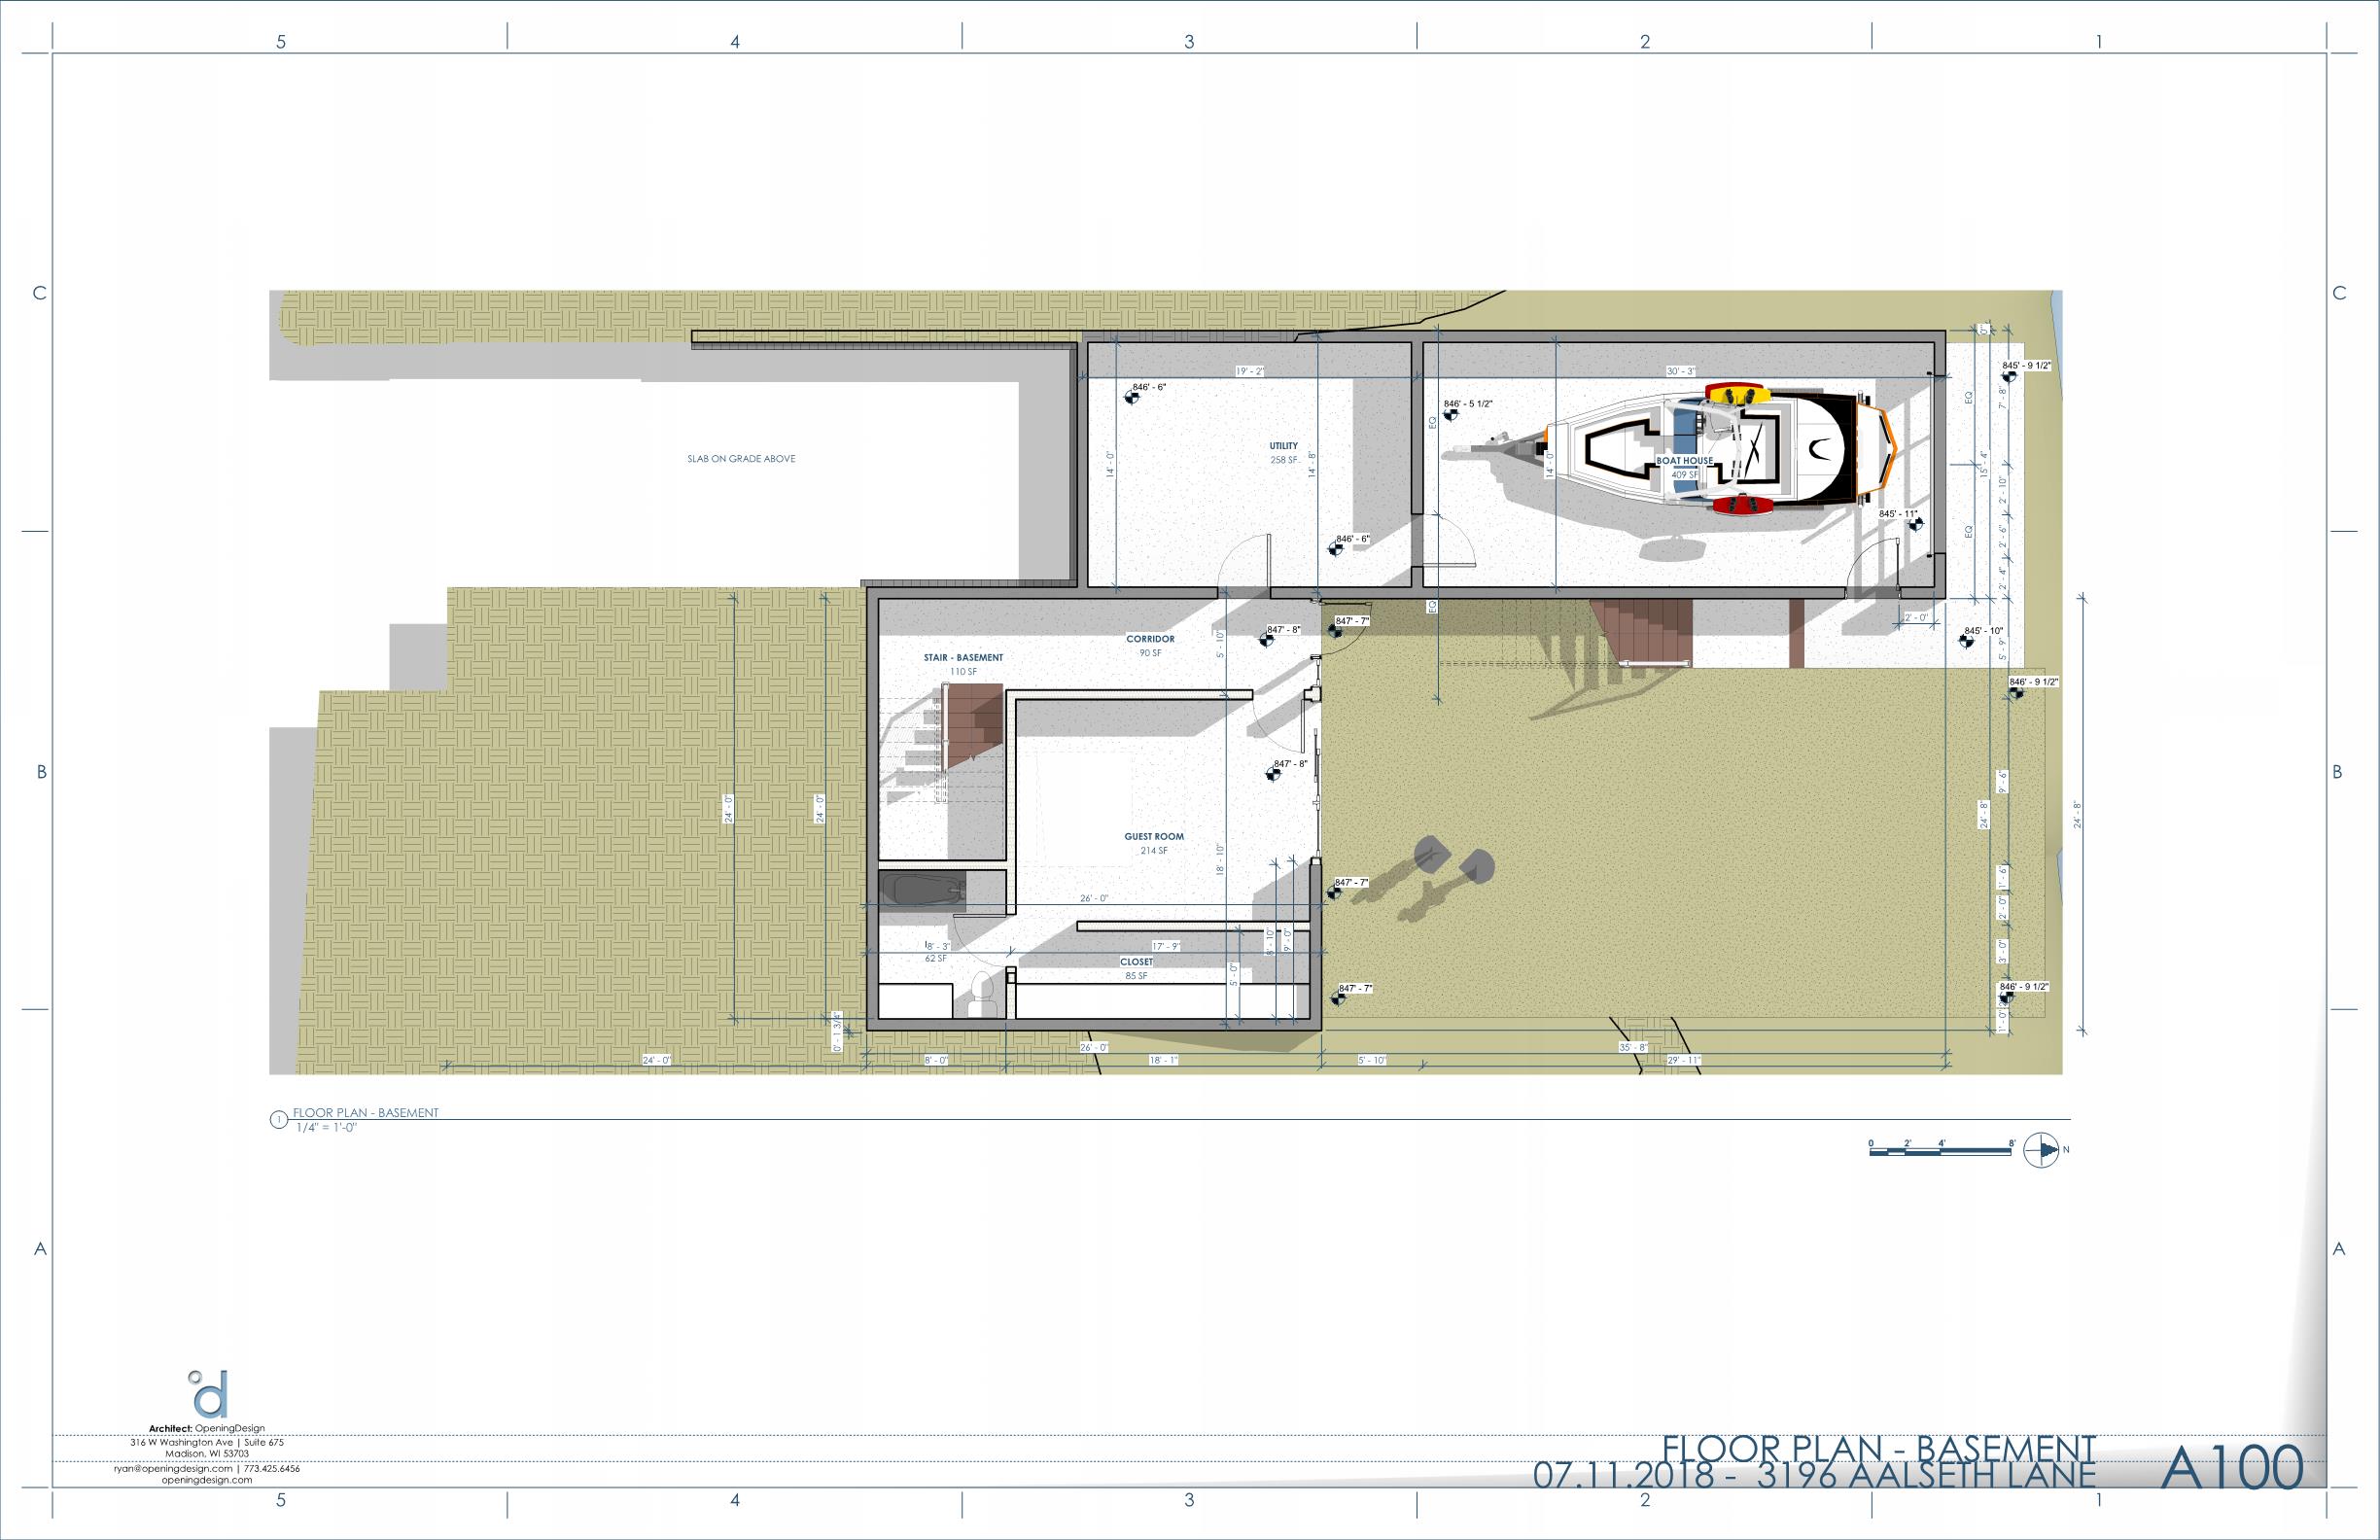 5 4 3 2 1
C
C
B
B
A
A
SLAB ON GRADE ABOVE
846' - 6"
19' - 2"
14' - 0"
UTILITY
258 SF
14' - 8"
846' - 6"
EQ
846' - 5 1/2"
30' - 3"
14' - 0"
BOAT HOUSE
409 SF
845' - 11"
EQ
EQ
EQ
0"
7' - 8"
15' - 4"
2' - 10"
2' - 6"
2' - 4"
5' - 9"
845' - 9 1/2"
2' - 0"
845' - 10"
846' - 9 1/2"
CORRIDOR
90 SF
5' - 10"
847' - 8"
847' - 7"
STAIR - BASEMENT
110 SF
847' - 8"
GUEST ROOM
214 SF
18' - 10"
24' - 0"
24' - 0"
26' - 0"
847' - 7"
8' - 3"
62 SF
17' - 9"
CLOSET
85 SF
5' - 0"
8' - 10"
9' - 0"
847' - 7"
9' - 6"
24' - 8"
24' - 8"
1' - 6"
2' - 0"
3' - 0"
846' - 9 1/2"
0' - 1 3/4"
26' - 0"
35' - 8"
24' - 0"
8' - 0"
18' - 1"
5' - 10"
29' - 11"
1 FLOOR PLAN - BASEMENT
1/4" = 1'-0"
0 2' 4' 8'
N
d
Architect: OpeningDesign
316 W Washington Ave | Suite 675
Madison, WI 53703
ryan@openingdesign.com | 773.425.6456
openingdesign.com
FLOOR PLAN - BASEMENT
07.11.2018 - 3196 AALSETH LANE
A100
5 4 3 2 1